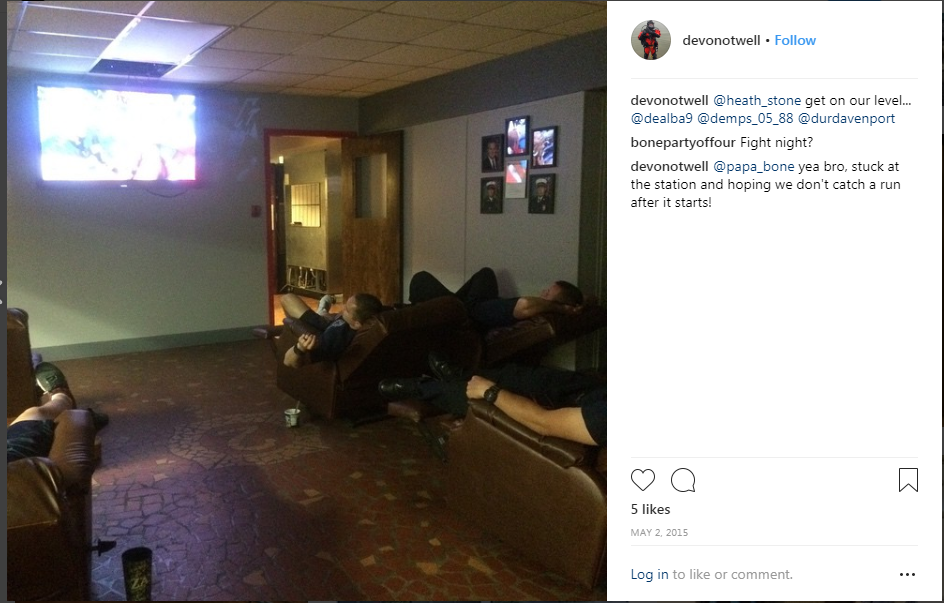 devonotwell • Follow
devonotwell @heath_stone get on our level...
@dealba9 @demps_05_88 @durdavenport
bonepartyoffour Fight night?
devonotwell @papa_bone yea bro, stuck at
the station and hoping we don't catch a run
after it starts!
5 likes
MAY 2, 2015
Log in to like or comment.